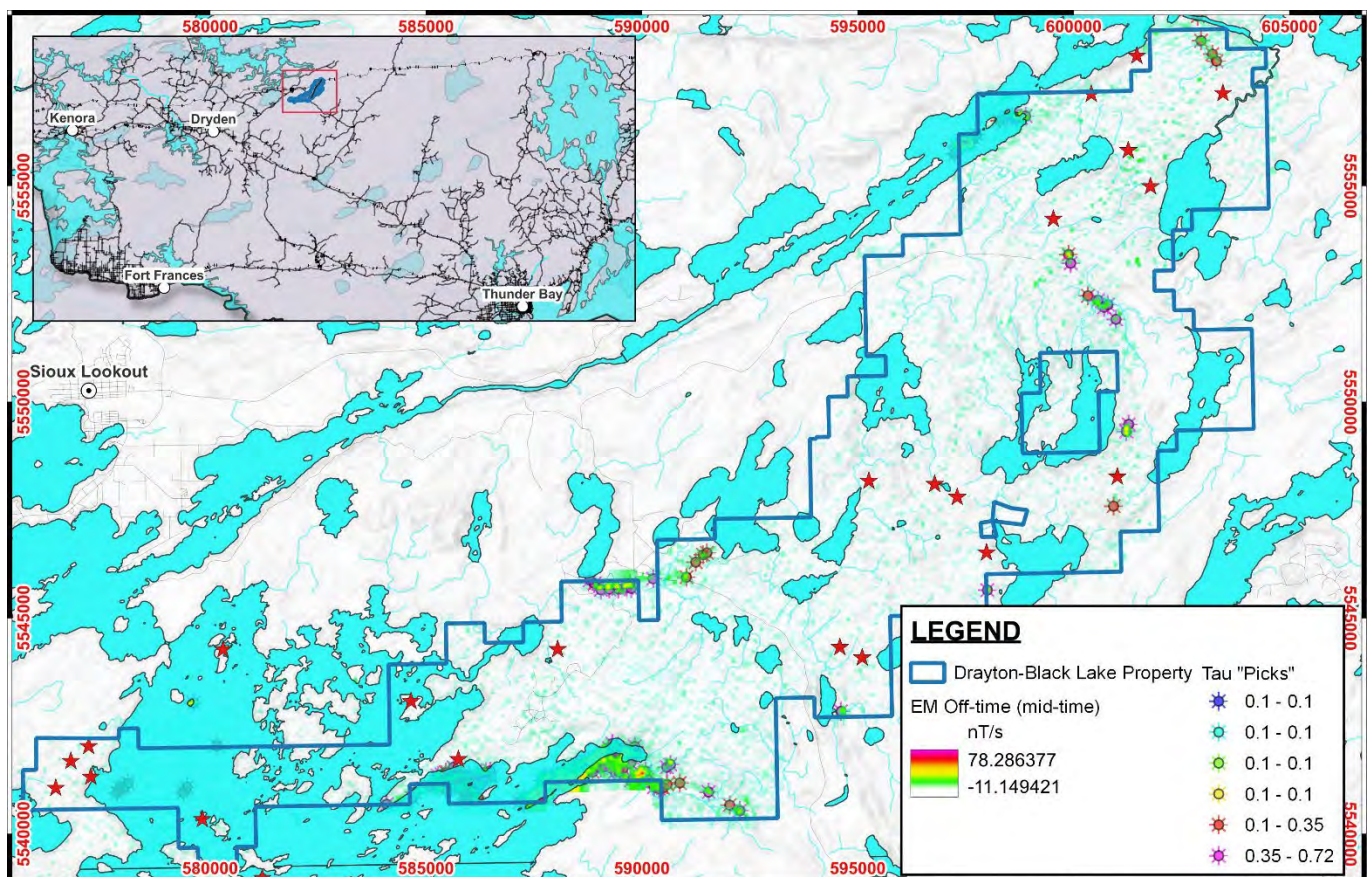 580000 585000 590000 595000 600000 605000
Kenora
Dryden
Fort Frances
Thunder Bay
5555000
5555000
Sioux Lookout
5550000
5550000
5545000
5545000
LEGEND
Drayton-Black Lake Property
EM Off-time (mid-time)
nT/s
78.286377
-11.149421
Tau "Picks"
0.1 - 0.1
0.1 - 0.1
0.1 - 0.1
0.1 - 0.1
0.1 - 0.35
0.35 - 0.72
5540000
5540000
580000 585000 590000 595000 600000 605000